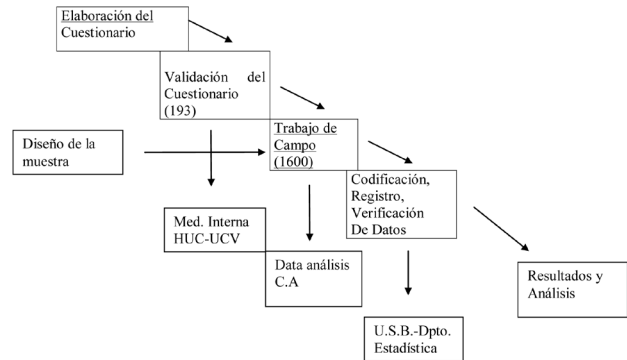 Elaboración del
Cuestionario
Validación del
Cuestionario
(193)
Trabajo de
Campo
(1600)
Diseño de la
muestra
Codificación,
Registro,
Verificación
De Datos
Med. Interna
HUC-UCV
Data análisis
C.A
Resultados y
Análisis
U.S.B.-Dpto.
Estadística